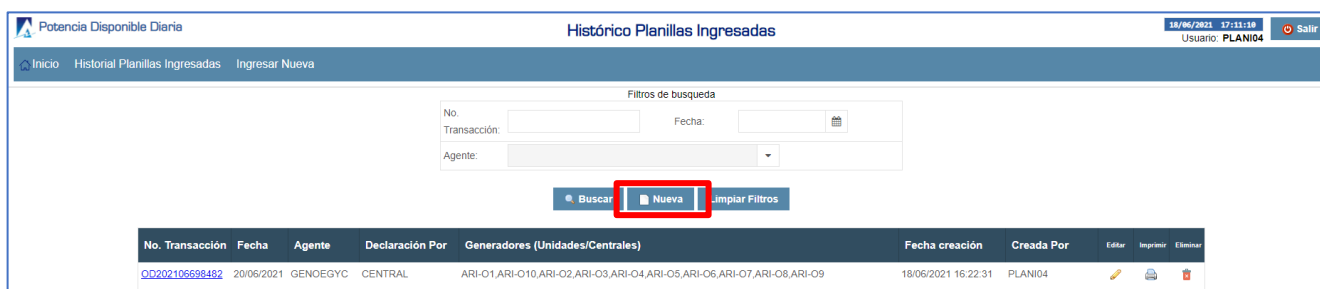 Potencia Disponible Diaria
Histórico Planillas Ingresadas
18/06/2021 17:11:10
Usuario: PLANI04
Salir
Inicio Historial Planillas Ingresadas Ingresar Nueva
Filtros de busqueda
No.
Transacción:
Fecha:
Agente:
Buscar Nueva Limpiar Filtros
No. Transacción Fecha Agente Declaración Por Generadores (Unidades/Centrales) Fecha creación Creada Por Editar Imprimir Eliminar
OD202106698482 20/06/2021 GENOEGYC CENTRAL ARI-O1,ARI-O10,ARI-O2,ARI-O3,ARI-O4,ARI-O5,ARI-O6,ARI-O7,ARI-O8,ARI-O9 18/06/2021 16:22:31 PLANI04